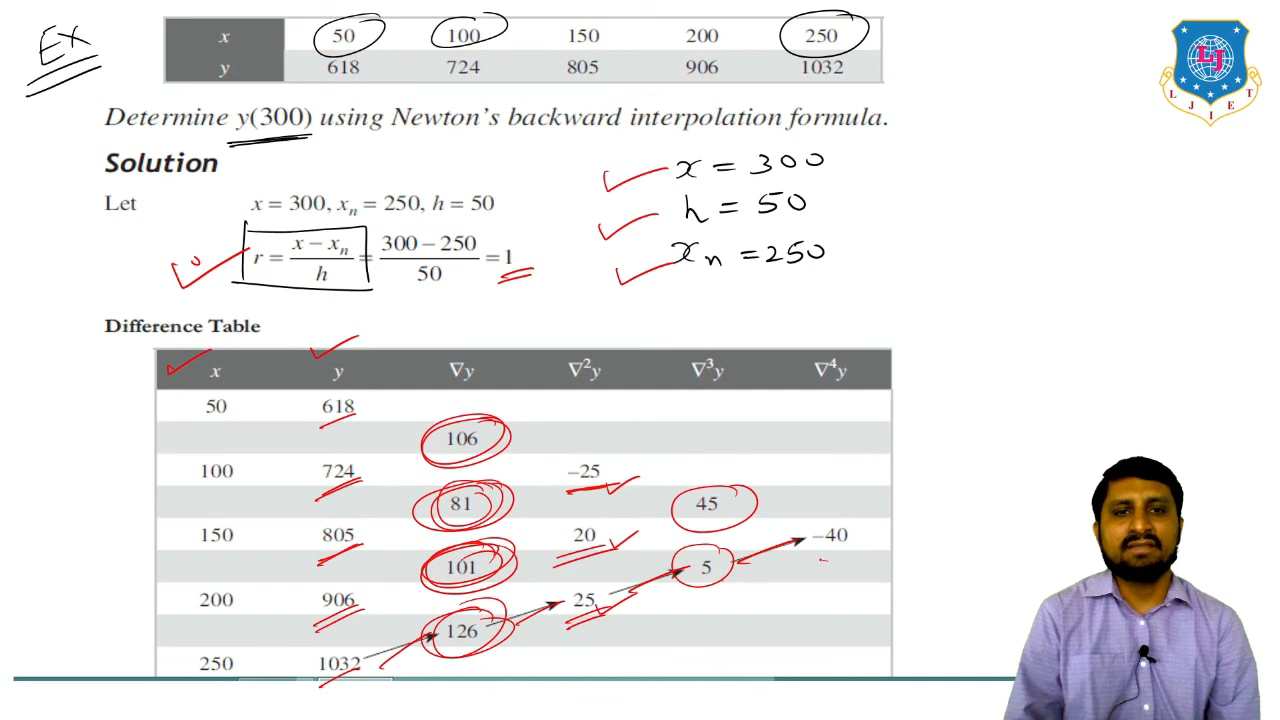 Ex
x 50 100 150 200 250
y 618 724 805 906 1032
Determine y(300) using Newton's backward interpolation formula.
Solution
Let x = 300, xₙ = 250, h = 50
r = (x − xₙ)/h = (300 − 250)/50 = 1
x = 300
h = 50
xₙ = 250
Difference Table
x y ∇y ∇²y ∇³y ∇⁴y
50 618
106
100 724 −25
81 45
150 805 20 −40
101 5
200 906 25
126
250 1032
LJ
L J I E T